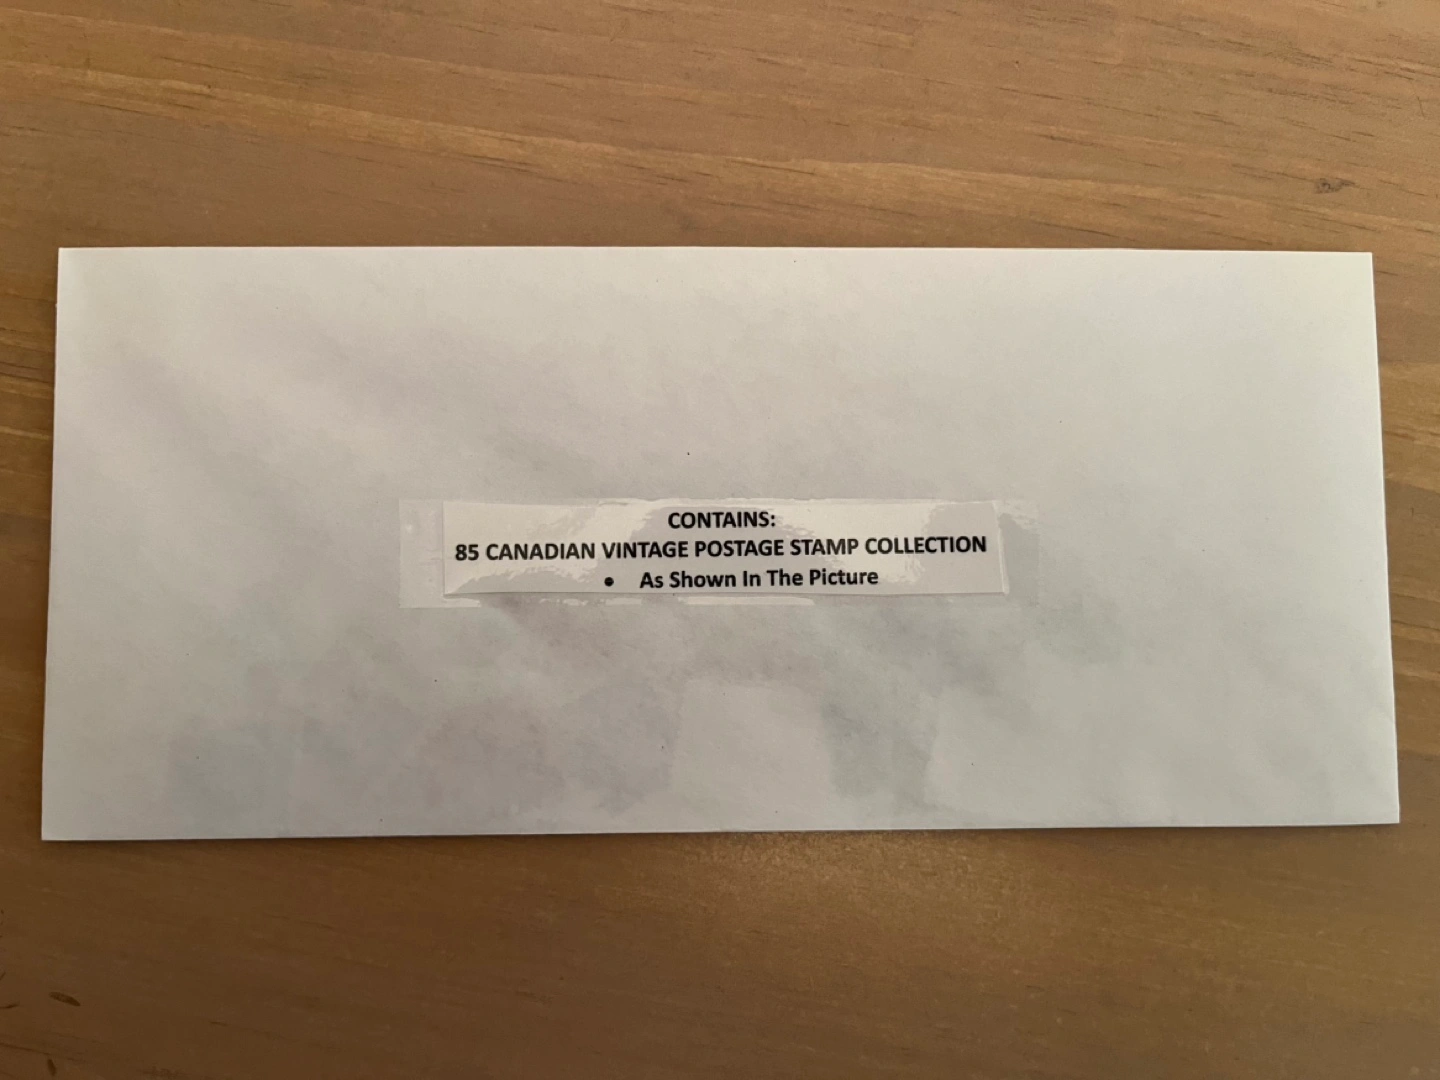 CONTAINS:
85 CANADIAN VINTAGE POSTAGE STAMP COLLECTION
• As Shown In The Picture